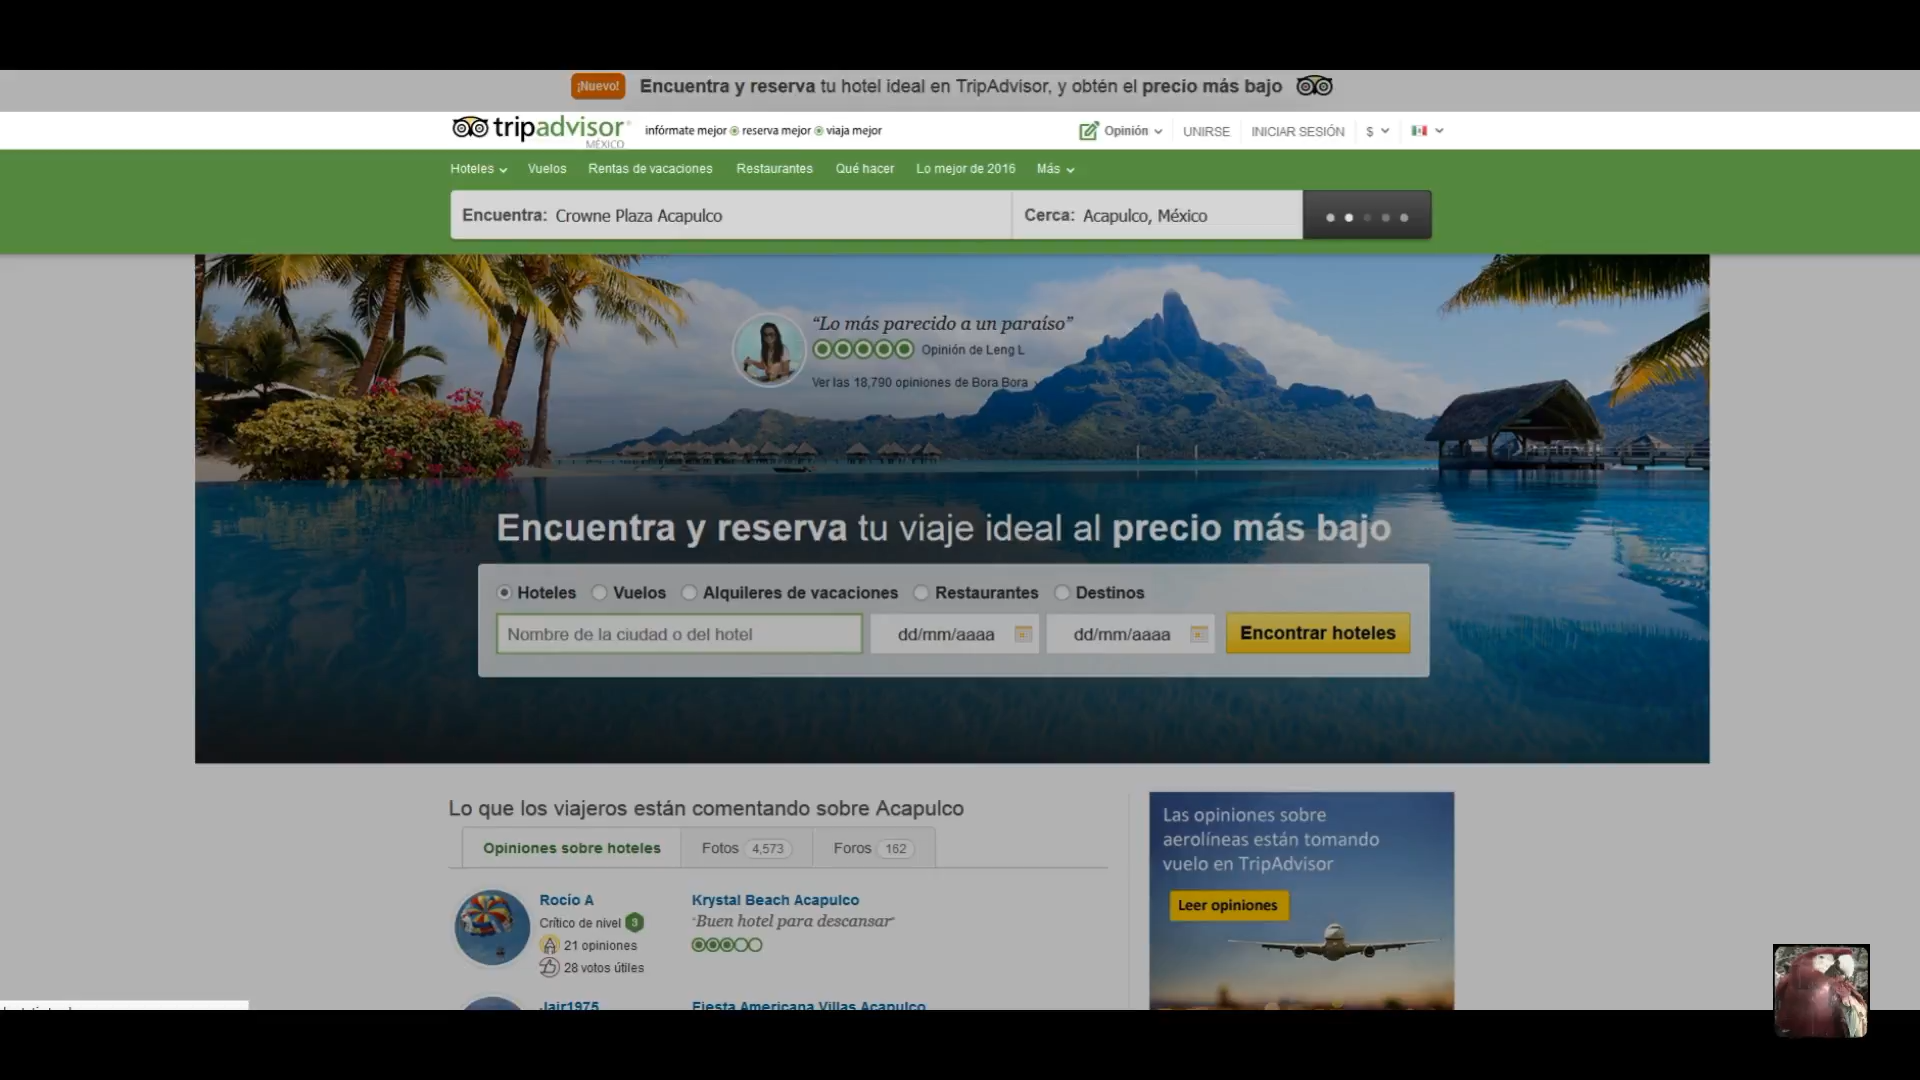 ¡Nuevo! Encuentra y reserva tu hotel ideal en TripAdvisor, y obtén el precio más bajo
tripadvisor®
MÉXICO
infórmate mejor reserva mejor viaja mejor
Opinión UNIRSE INICIAR SESIÓN $
Hoteles Vuelos Rentas de vacaciones Restaurantes Qué hacer Lo mejor de 2016 Más
Encuentra: Crowne Plaza Acapulco Cerca: Acapulco, México
“Lo más parecido a un paraíso”
Opinión de Leng L
Ver las 18,790 opiniones de Bora Bora
Encuentra y reserva tu viaje ideal al precio más bajo
Hoteles Vuelos Alquileres de vacaciones Restaurantes Destinos
Nombre de la ciudad o del hotel dd/mm/aaaa dd/mm/aaaa Encontrar hoteles
Lo que los viajeros están comentando sobre Acapulco
Opiniones sobre hoteles Fotos 4,573 Foros 162
Rocío A
Crítico de nivel 3
21 opiniones
28 votos útiles
Krystal Beach Acapulco
“Buen hotel para descansar”
Jair1975
Fiesta Americana Villas Acapulco
Las opiniones sobre
aerolíneas están tomando
vuelo en TripAdvisor
Leer opiniones